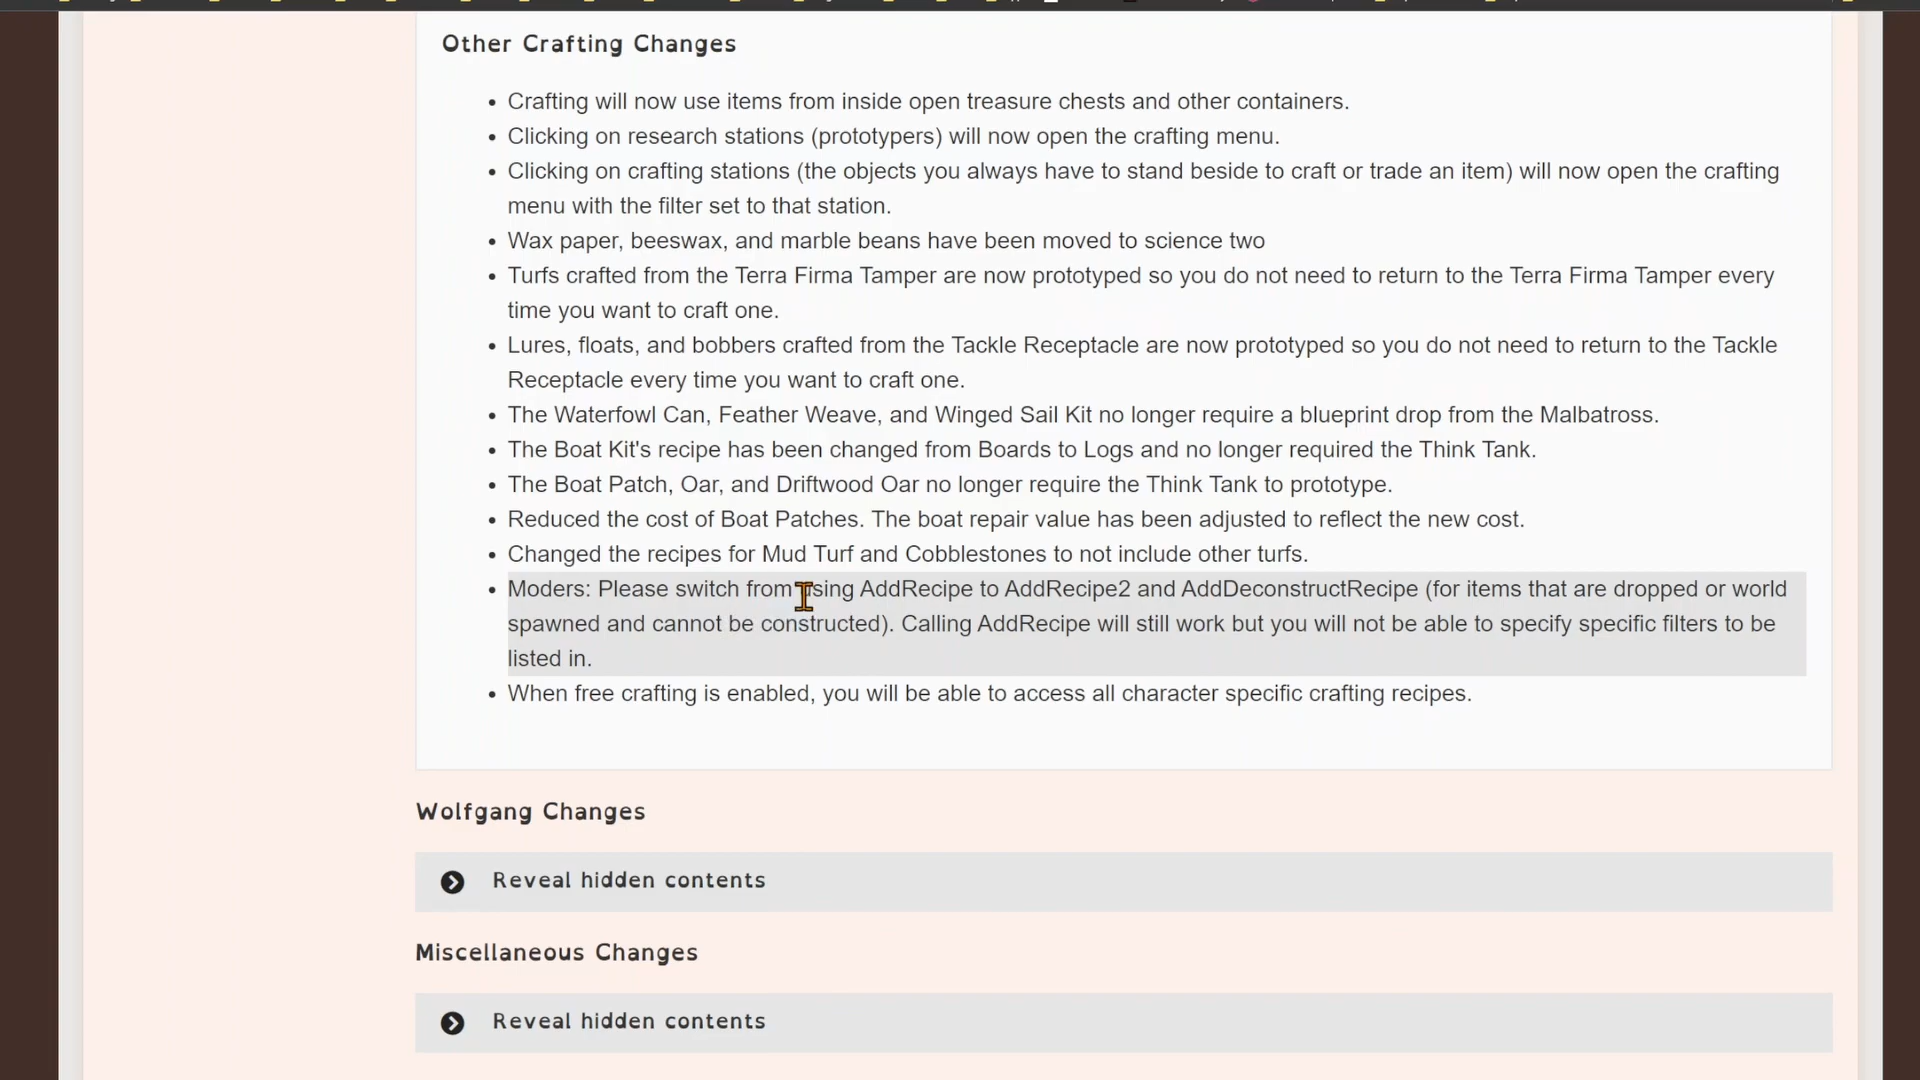 Other Crafting Changes
Crafting will now use items from inside open treasure chests and other containers.
Clicking on research stations (prototypers) will now open the crafting menu.
Clicking on crafting stations (the objects you always have to stand beside to craft or trade an item) will now open the crafting
menu with the filter set to that station.
Wax paper, beeswax, and marble beans have been moved to science two
Turfs crafted from the Terra Firma Tamper are now prototyped so you do not need to return to the Terra Firma Tamper every
time you want to craft one.
Lures, floats, and bobbers crafted from the Tackle Receptacle are now prototyped so you do not need to return to the Tackle
Receptacle every time you want to craft one.
The Waterfowl Can, Feather Weave, and Winged Sail Kit no longer require a blueprint drop from the Malbatross.
The Boat Kit's recipe has been changed from Boards to Logs and no longer required the Think Tank.
The Boat Patch, Oar, and Driftwood Oar no longer require the Think Tank to prototype.
Reduced the cost of Boat Patches. The boat repair value has been adjusted to reflect the new cost.
Changed the recipes for Mud Turf and Cobblestones to not include other turfs.
Moders: Please switch from using AddRecipe to AddRecipe2 and AddDeconstructRecipe (for items that are dropped or world
spawned and cannot be constructed). Calling AddRecipe will still work but you will not be able to specify specific filters to be
listed in.
When free crafting is enabled, you will be able to access all character specific crafting recipes.
Wolfgang Changes
Reveal hidden contents
Miscellaneous Changes
Reveal hidden contents